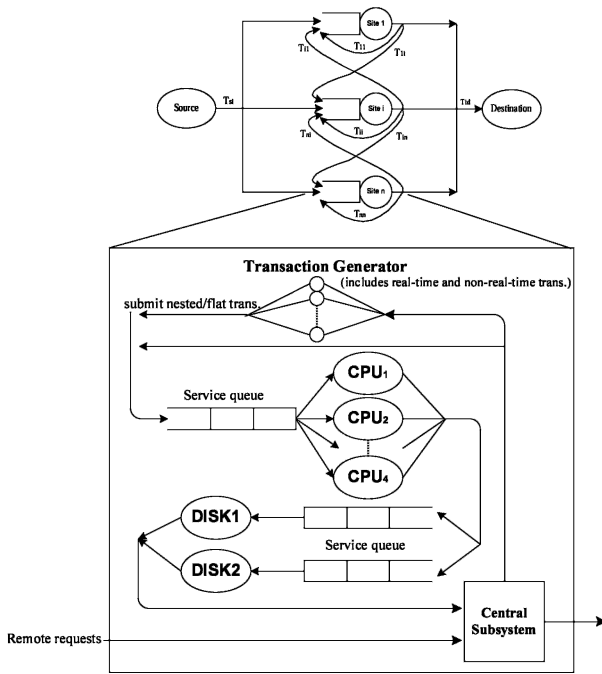 Site 1
Ti1
T11
T1i
Source
Tsi
Site i
Tid
Destination
Tii
Tni
Tin
Site n
Tnn
Transaction Generator
(includes real-time and non-real-time trans.)
submit nested/flat trans.
Service queue
CPU1
CPU2
CPU4
DISK1
Service queue
DISK2
Central
Subsystem
Remote requests